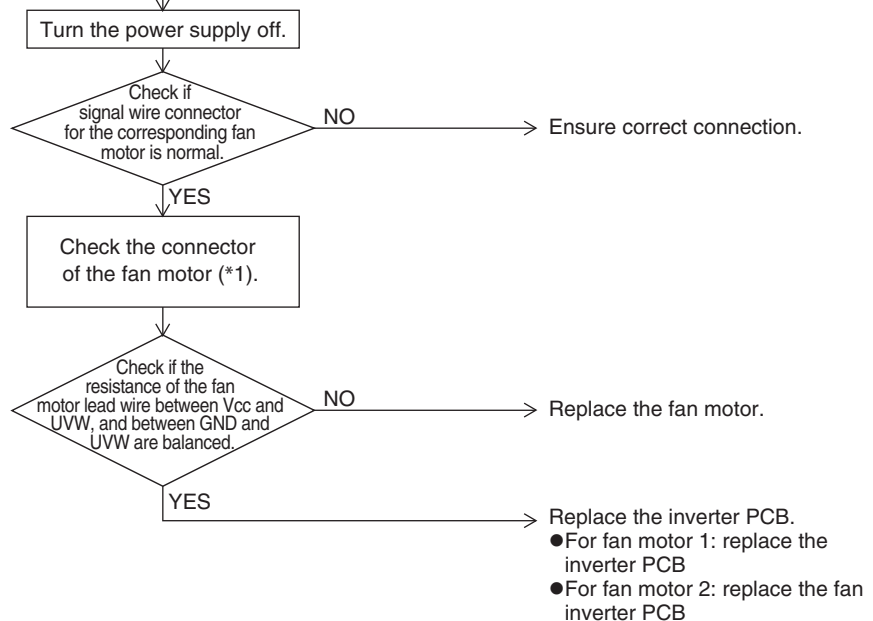 Turn the power supply off.
Check if
signal wire connector
for the corresponding fan
motor is normal.
NO
Ensure correct connection.
YES
Check the connector
of the fan motor (*1).
Check if the
resistance of the fan
motor lead wire between Vcc and
UVW, and between GND and
UVW are balanced.
NO
Replace the fan motor.
YES
Replace the inverter PCB.
●For fan motor 1: replace the
inverter PCB
●For fan motor 2: replace the fan
inverter PCB